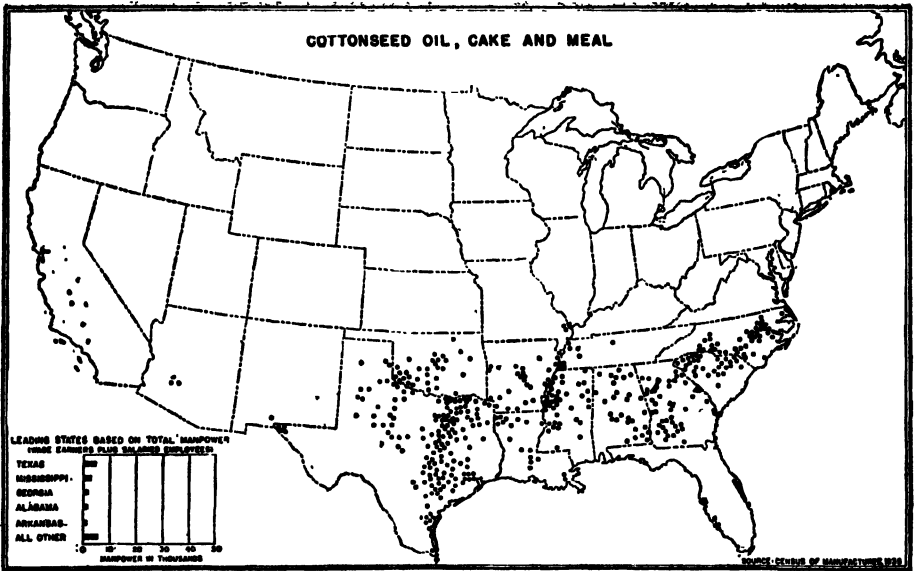 COTTONSEED OIL, CAKE AND MEAL
LEADING STATES BASED ON TOTAL MANPOWER
(WAGE EARNERS PLUS SALARIED EMPLOYEES)
TEXAS
MISSISSIPPI
GEORGIA
ALABAMA
ARKANSAS
ALL OTHER
0 10 20 30 40 50
MANPOWER IN THOUSANDS
SOURCE: CENSUS OF MANUFACTURES,